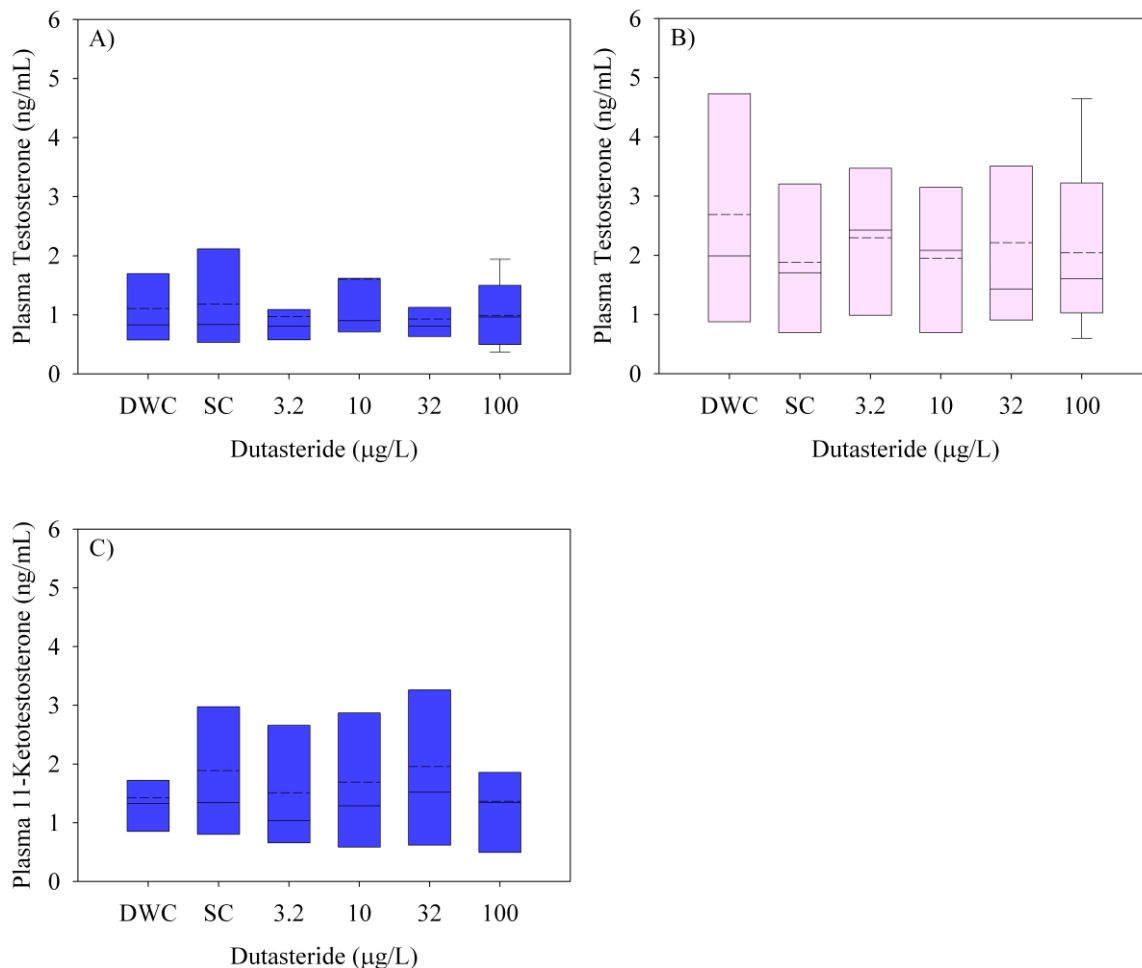 A)
Plasma Testosterone (ng/mL)
6
5
4
3
2
1
0
DWC SC 3.2 10 32 100
Dutasteride (μg/L)
B)
Plasma Testosterone (ng/mL)
6
5
4
3
2
1
0
DWC SC 3.2 10 32 100
Dutasteride (μg/L)
C)
Plasma 11-Ketotestosterone (ng/mL)
6
5
4
3
2
1
0
DWC SC 3.2 10 32 100
Dutasteride (μg/L)